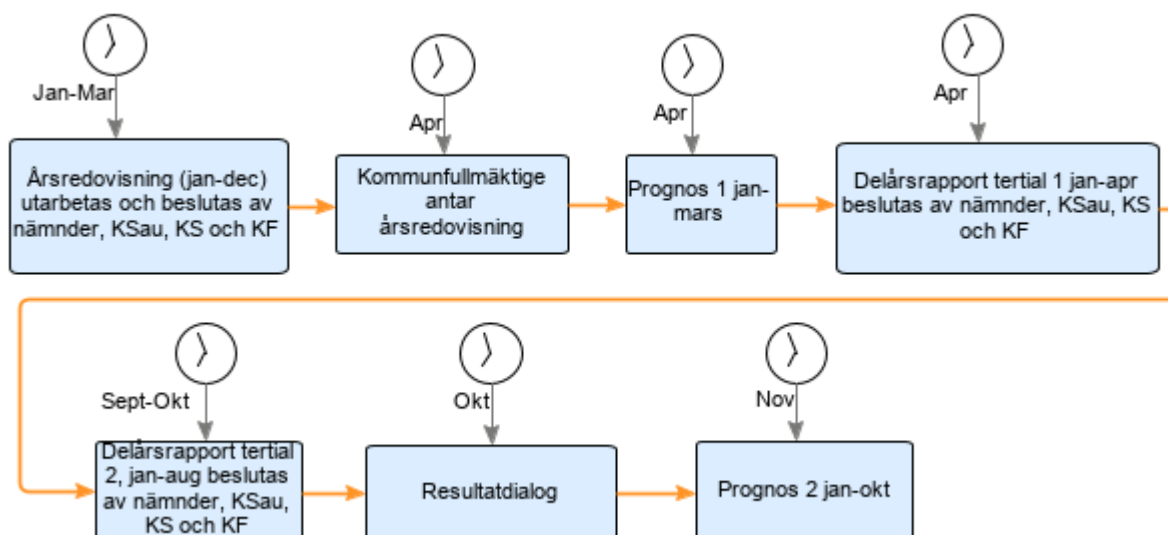 Jan-Mar
Årsredovisning (jan-dec)
utarbetas och beslutas av
nämnder, KSau, KS och KF
Apr
Kommunfullmäktige
antar
årsredovisning
Apr
Prognos 1 jan-
mars
Apr
Delårsrapport tertial 1 jan-apr
beslutas av nämnder, KSau, KS
och KF
Sept-Okt
Delårsrapport tertial
2, jan-aug beslutas
av nämnder, KSau,
KS och KF
Okt
Resultatdialog
Nov
Prognos 2 jan-okt